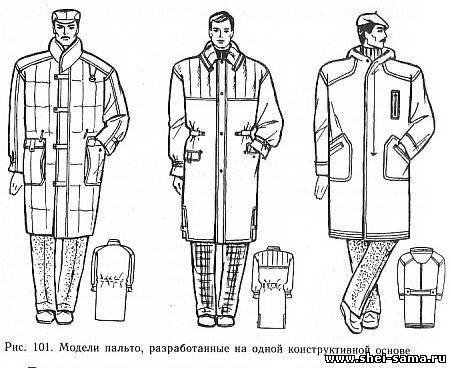 Рис. 101. Модели пальто, разработанные на одной конструктивной основе
www.shei-sama.ru